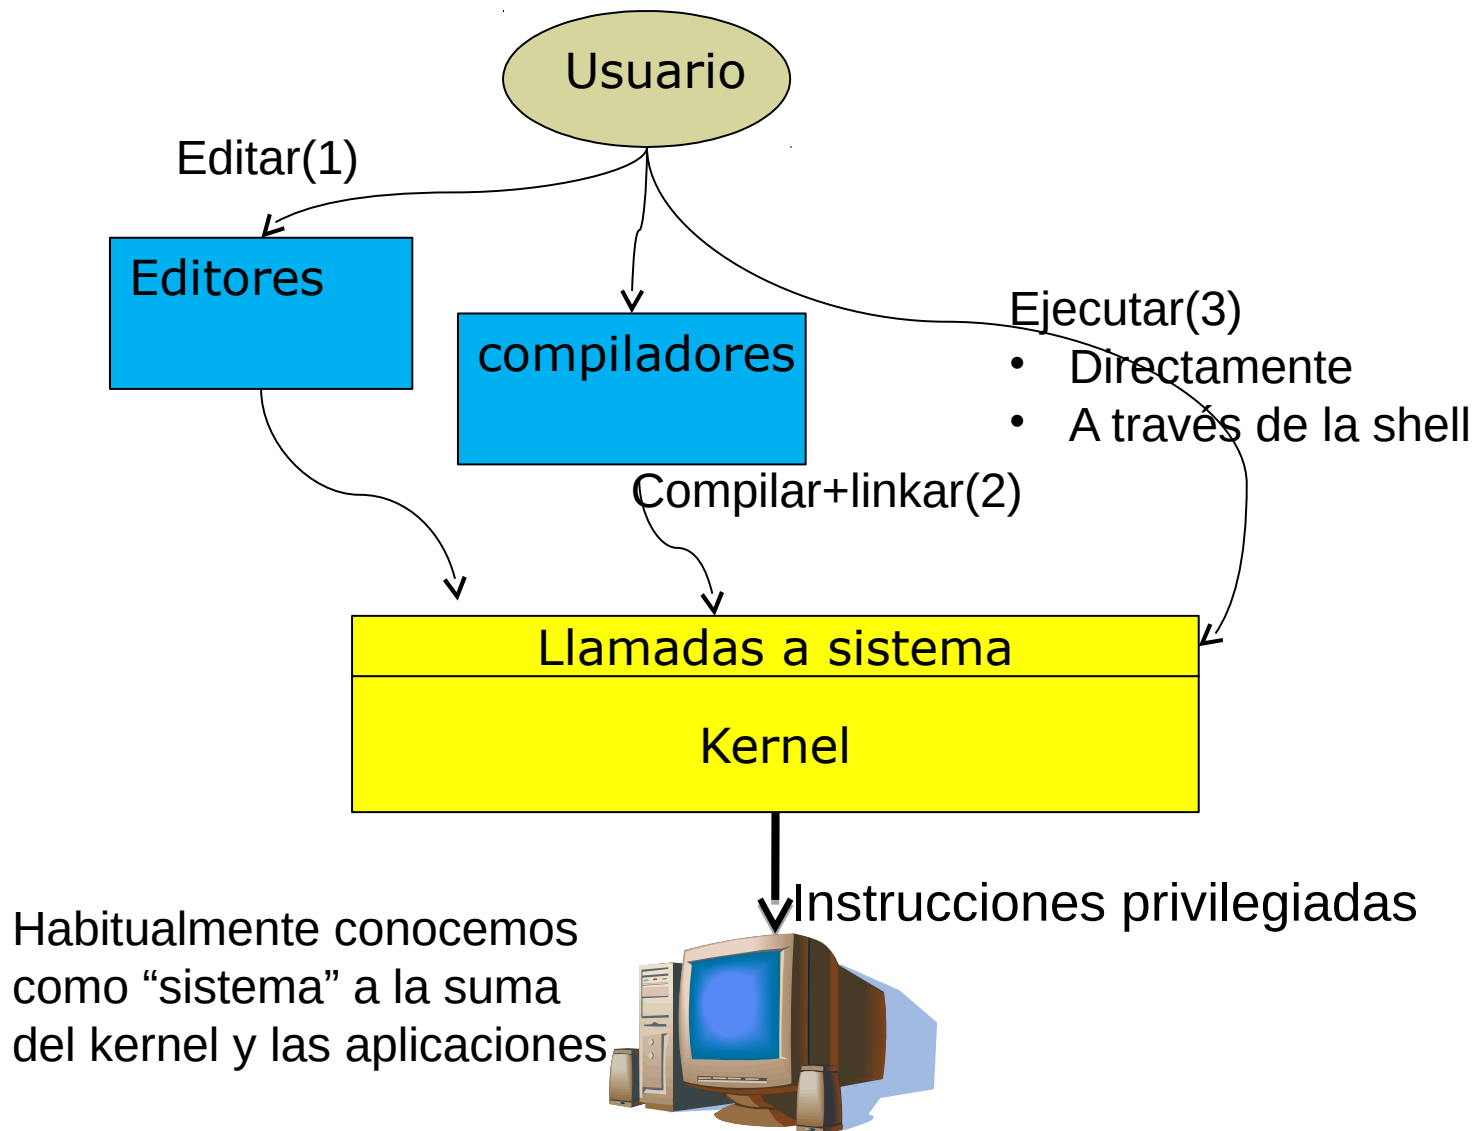 Usuario
Editar(1)
Editores
compiladores
Ejecutar(3)
• Directamente
• A través de la shell
Compilar+linkar(2)
Llamadas a sistema
Kernel
Instrucciones privilegiadas
Habitualmente conocemos
como “sistema” a la suma
del kernel y las aplicaciones